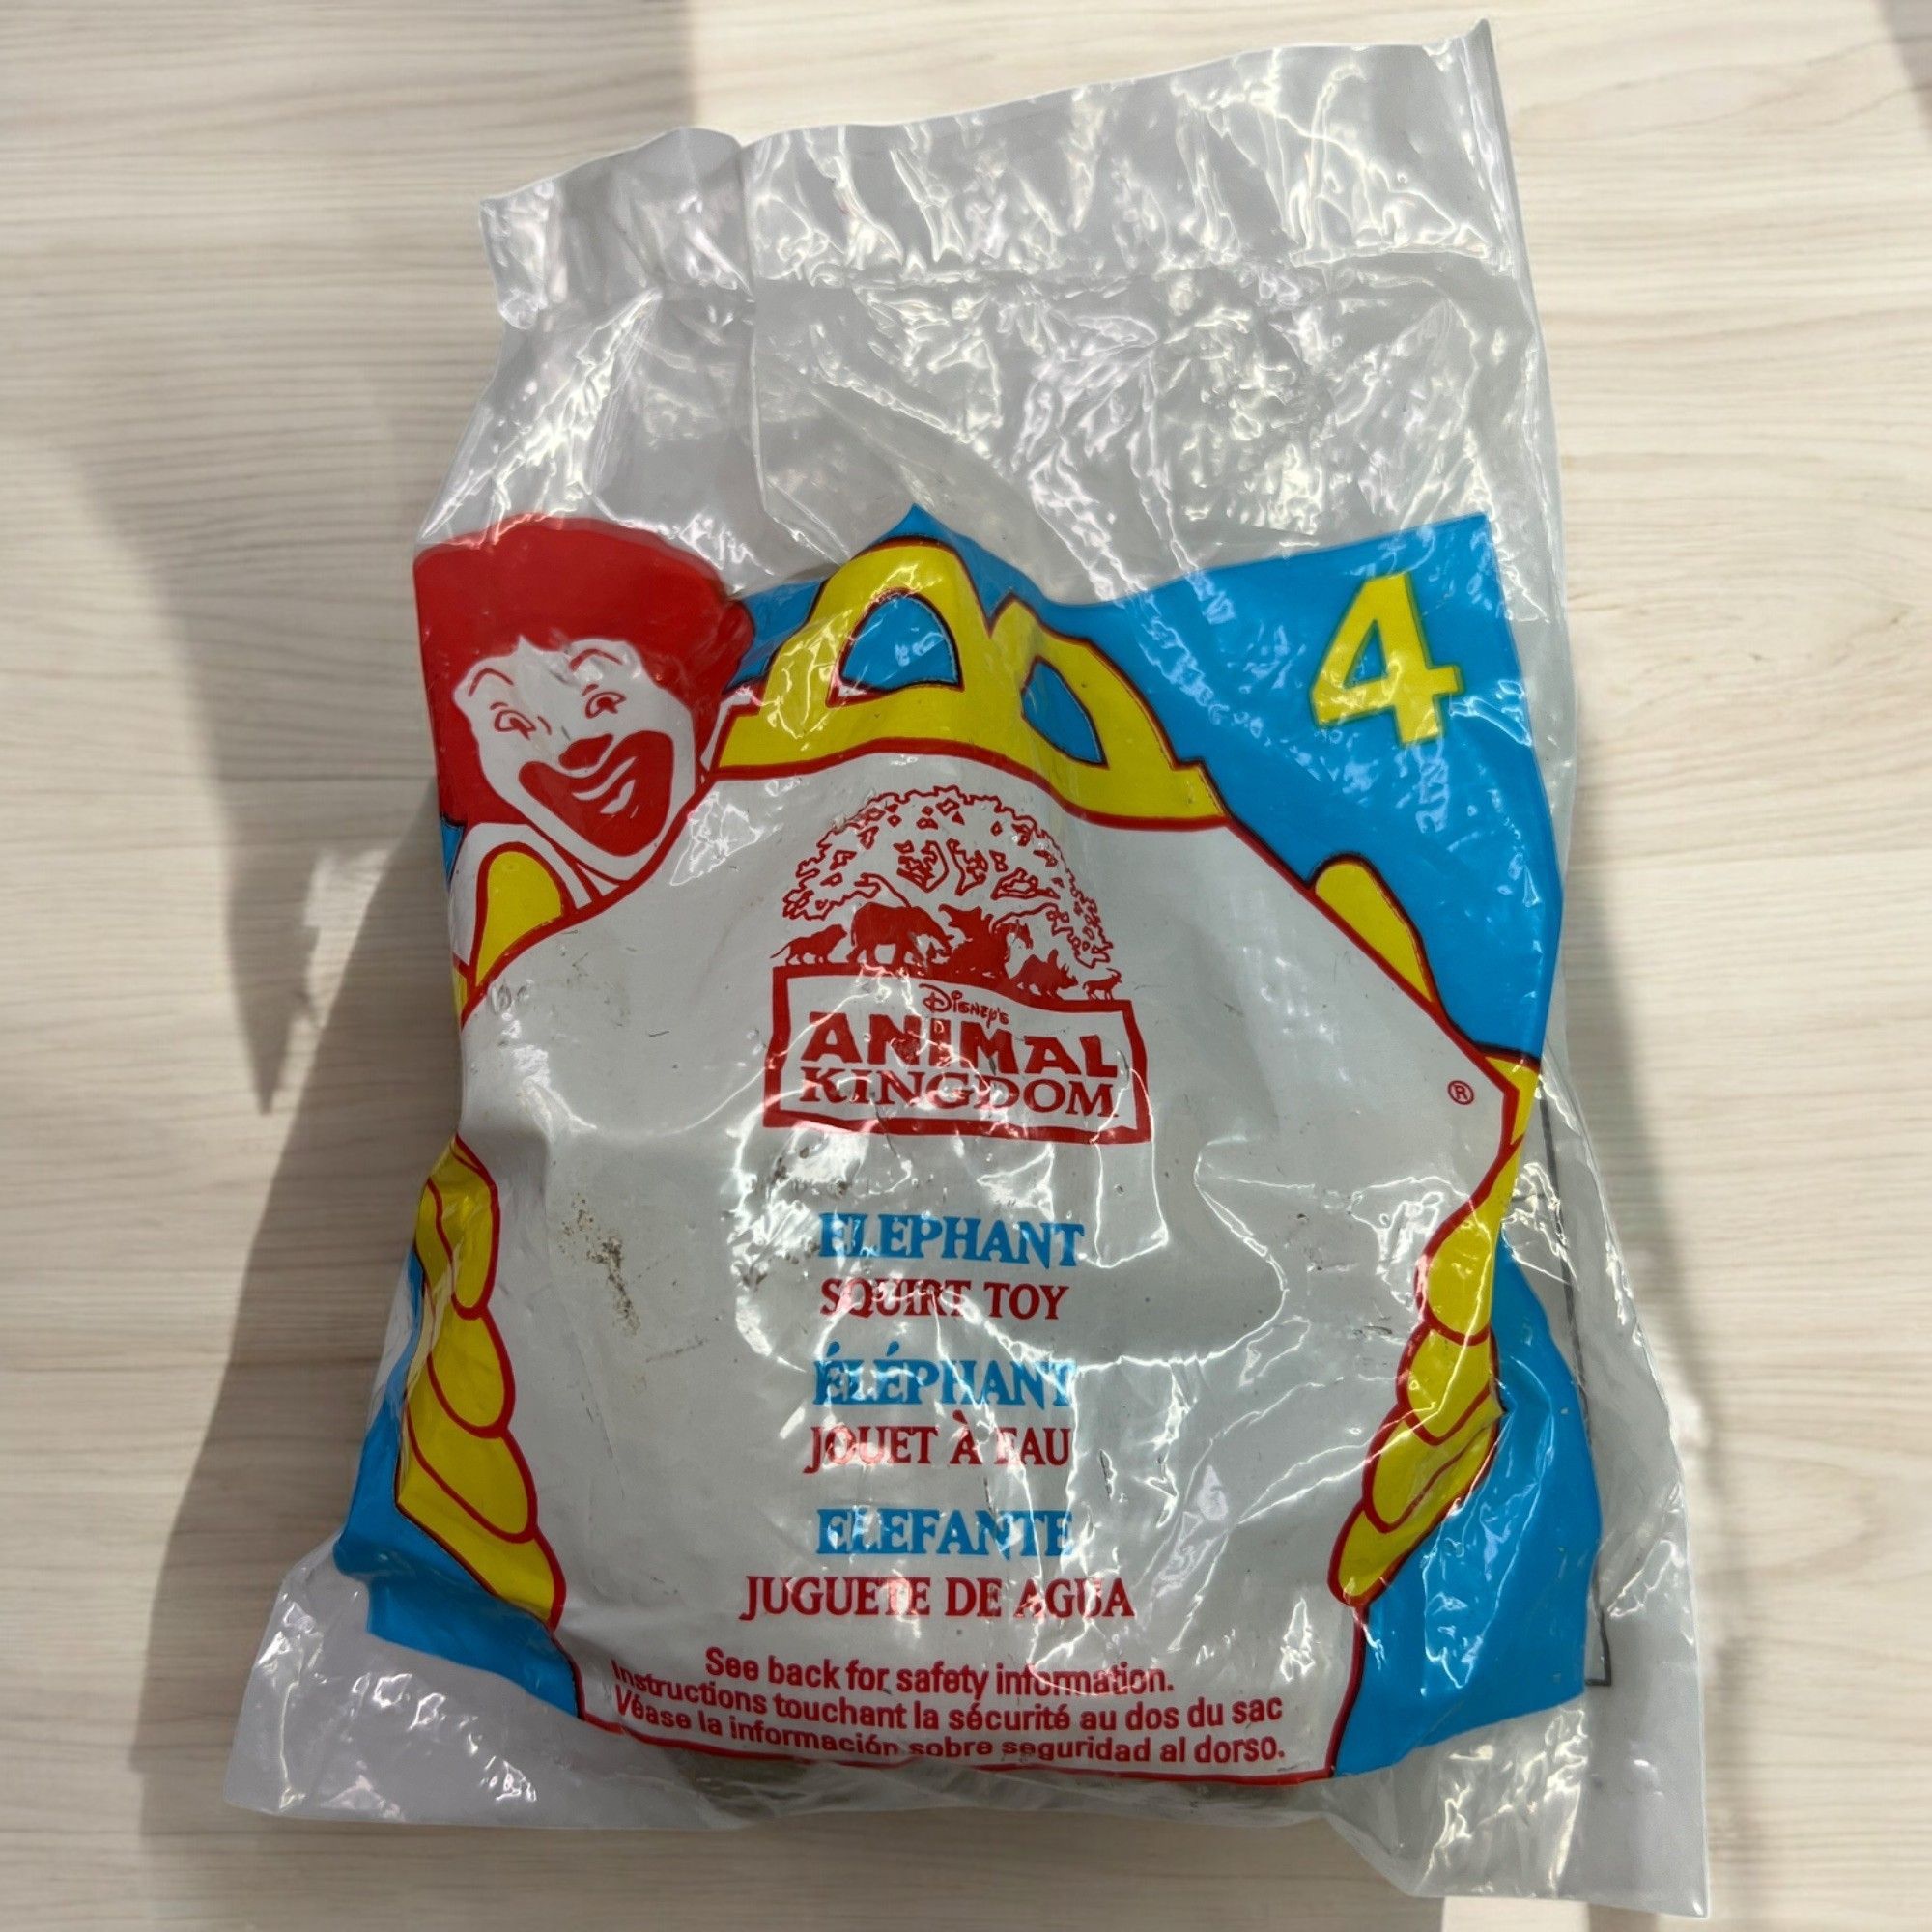 4
Disney's
ANIMAL
KINGDOM
®
ELEPHANT
SQUIRT TOY
ÉLÉPHANT
JOUET À EAU
ELEFANTE
JUGUETE DE AGUA
See back for safety information.
Instructions touchant la sécurité au dos du sac
Véase la información sobre seguridad al dorso.